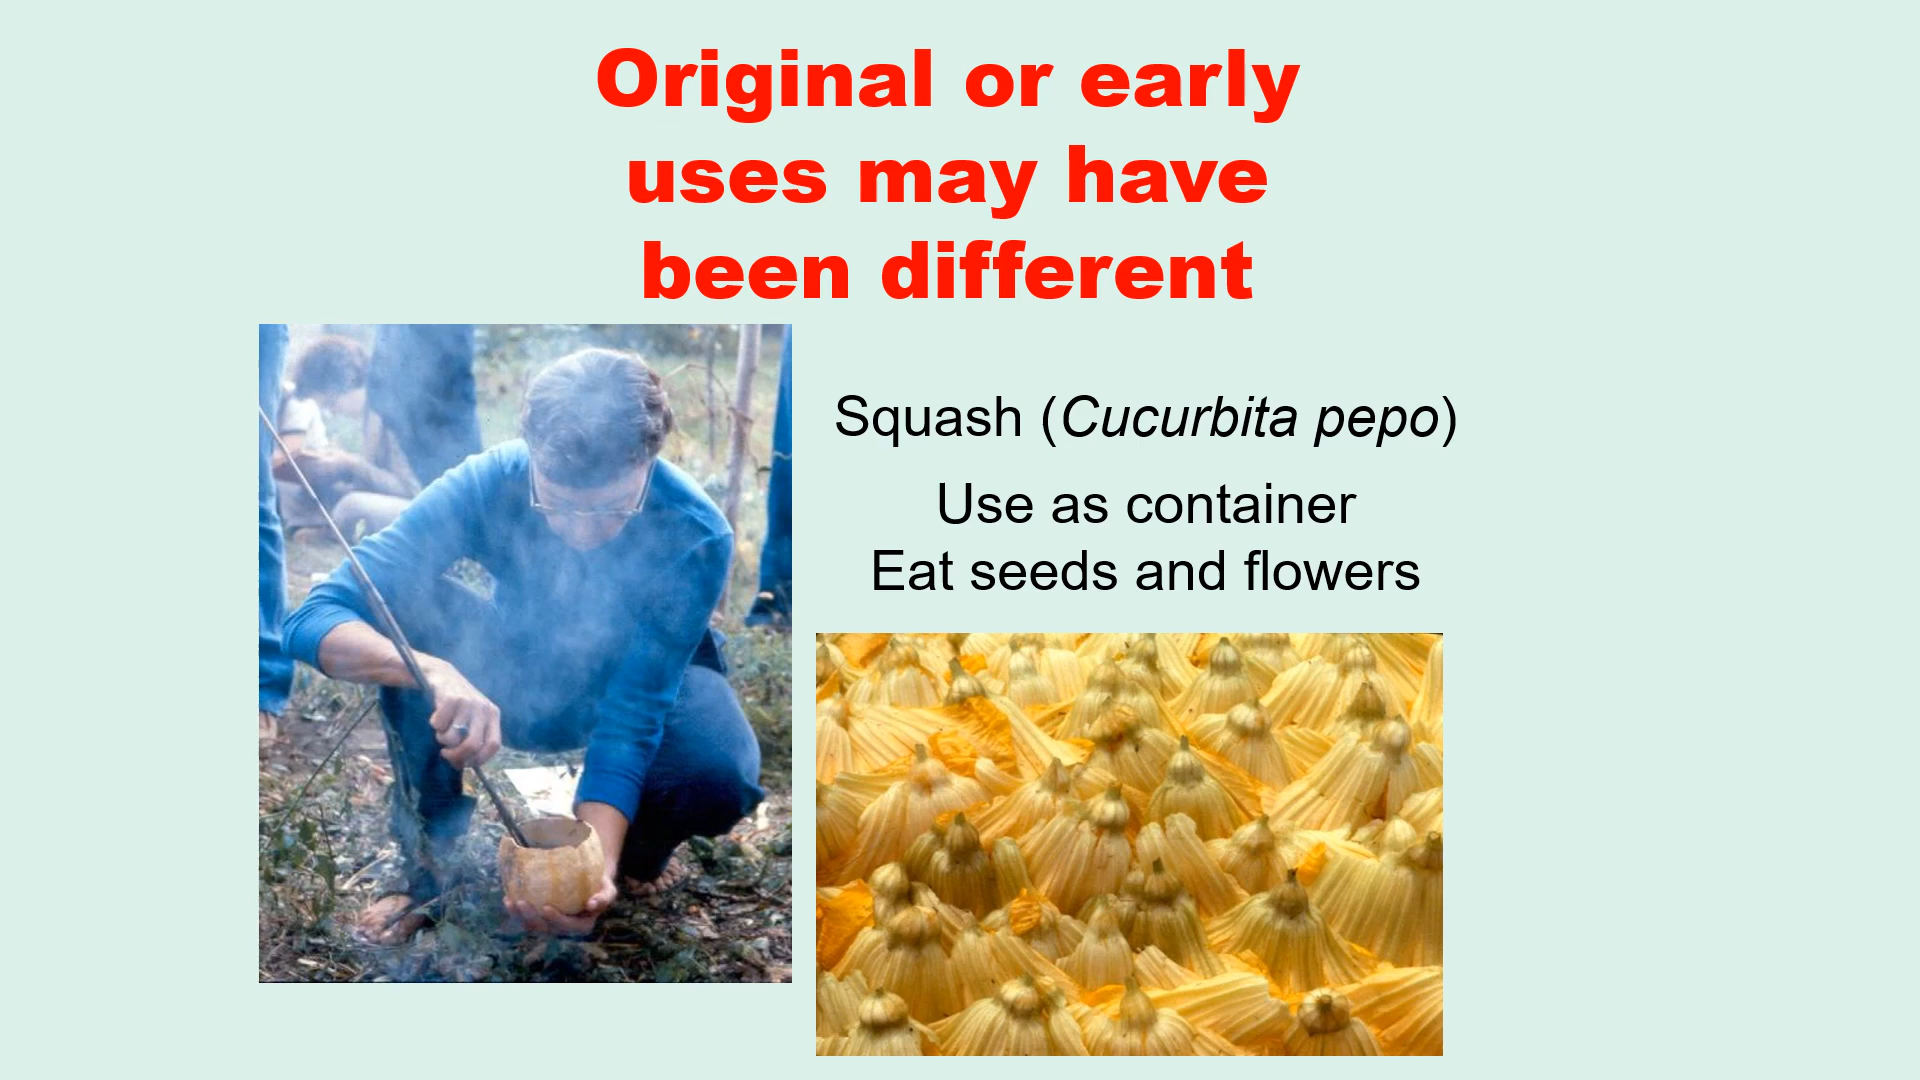 Original or early
uses may have
been different
Squash (Cucurbita pepo)
Use as container
Eat seeds and flowers